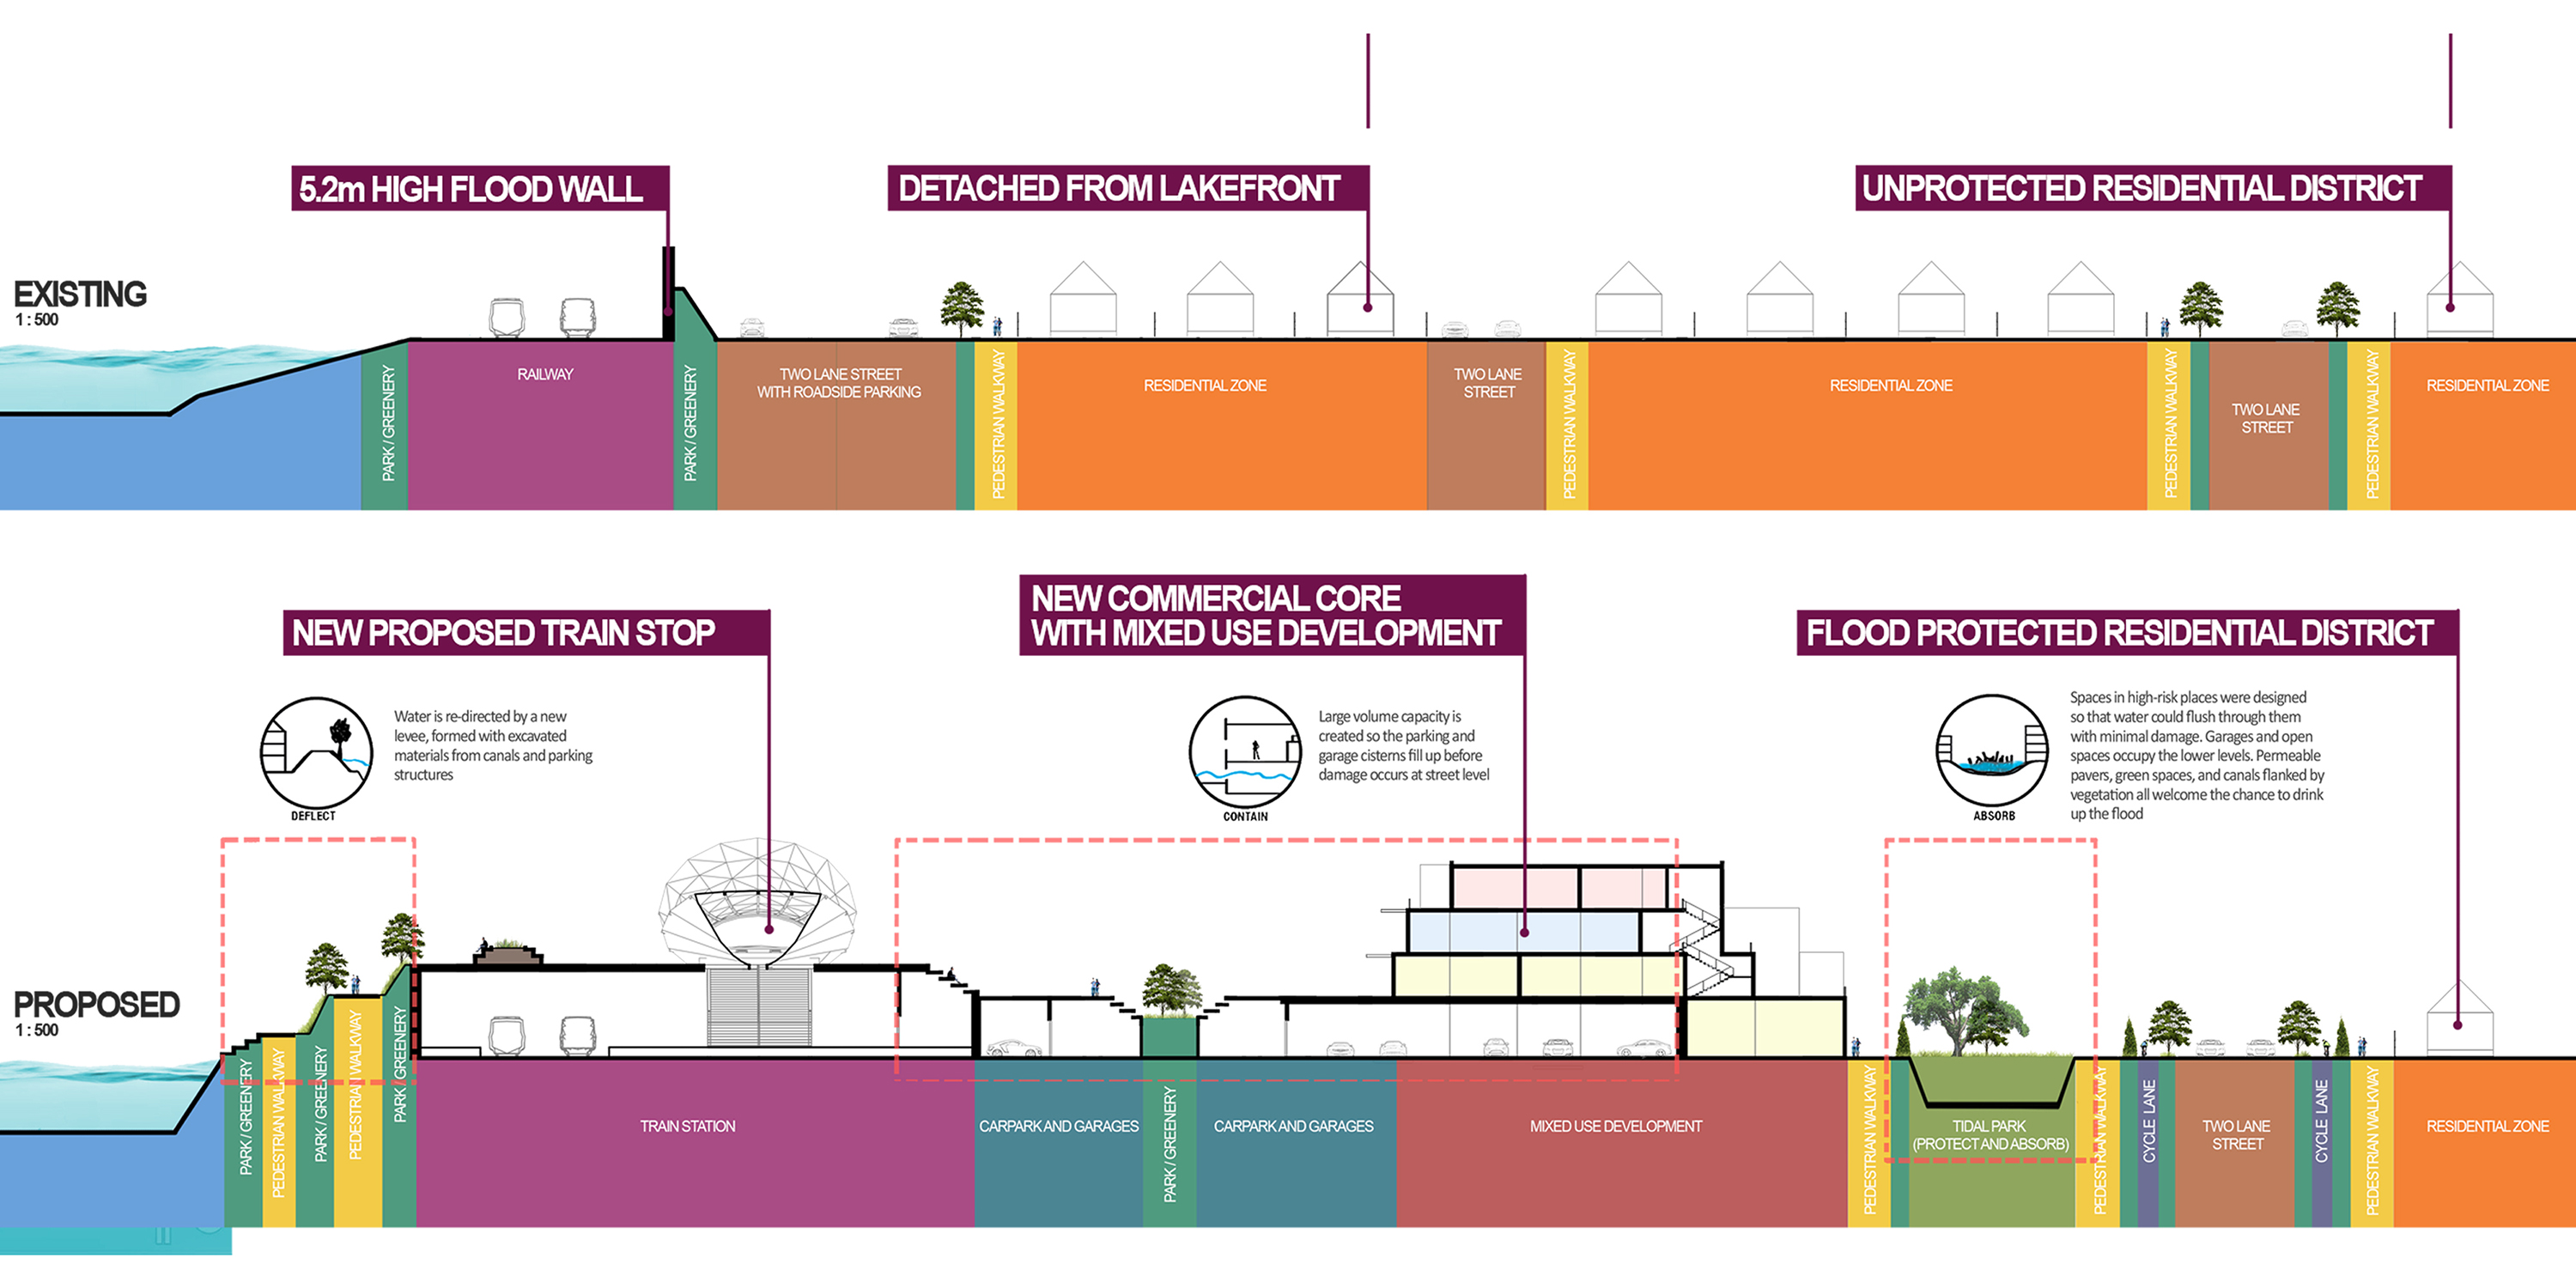 5.2m HIGH FLOOD WALL
DETACHED FROM LAKEFRONT
UNPROTECTED RESIDENTIAL DISTRICT
EXISTING
1 : 500
PARK / GREENERY
RAILWAY
PARK / GREENERY
TWO LANE STREET
WITH ROADSIDE PARKING
PEDESTRIAN WALKWAY
RESIDENTIAL ZONE
TWO LANE
STREET
PEDESTRIAN WALKWAY
RESIDENTIAL ZONE
PEDESTRIAN WALKWAY
TWO LANE
STREET
PEDESTRIAN WALKWAY
RESIDENTIAL ZONE
NEW PROPOSED TRAIN STOP
NEW COMMERCIAL CORE
WITH MIXED USE DEVELOPMENT
FLOOD PROTECTED RESIDENTIAL DISTRICT
DEFLECT
Water is re-directed by a new
levee, formed with excavated
materials from canals and parking
structures
CONTAIN
Large volume capacity is
created so the parking and
garage cisterns fill up before
damage occurs at street level
ABSORB
Spaces in high-risk places were designed
so that water could flush through them
with minimal damage. Garages and open
spaces occupy the lower levels. Permeable
pavers, green spaces, and canals flanked by
vegetation all welcome the chance to drink
up the flood
PROPOSED
1 : 500
PARK / GREENERY
PEDESTRIAN WALKWAY
PARK / GREENERY
PEDESTRIAN WALKWAY
PARK / GREENERY
TRAIN STATION
CARPARK AND GARAGES
PARK / GREENERY
CARPARK AND GARAGES
MIXED USE DEVELOPMENT
PEDESTRIAN WALKWAY
TIDAL PARK
(PROTECT AND ABSORB)
PEDESTRIAN WALKWAY
CYCLE LANE
TWO LANE
STREET
CYCLE LANE
PEDESTRIAN WALKWAY
RESIDENTIAL ZONE